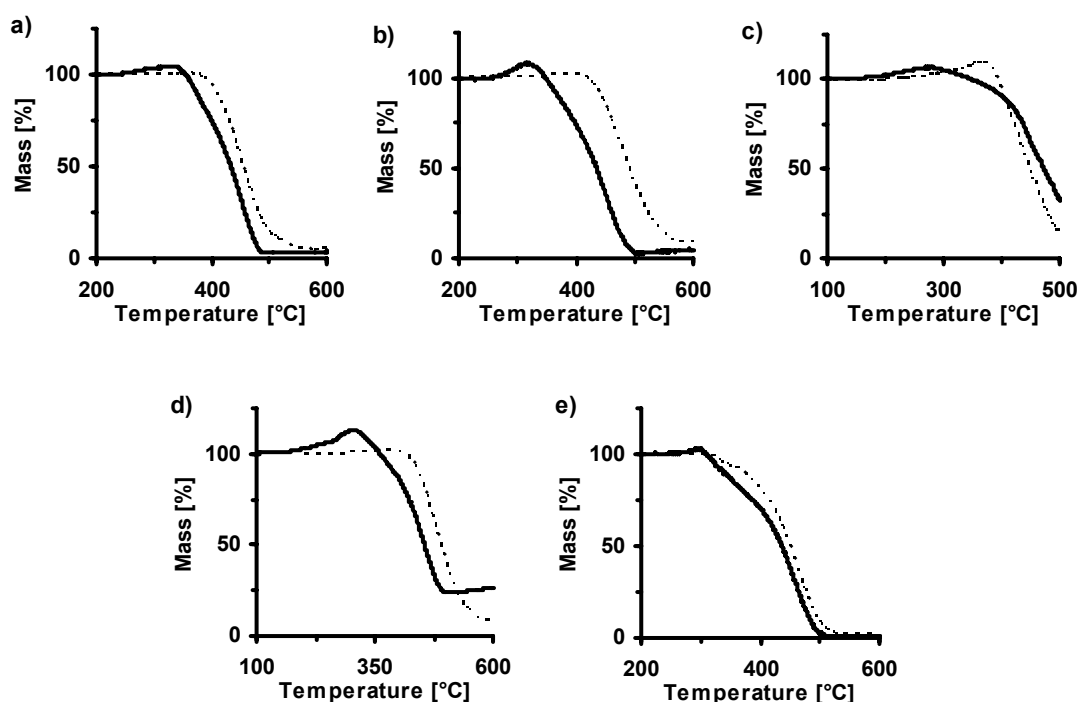 a)
Mass [%]
100
50
0
200 400 600
Temperature [°C]
b)
Mass [%]
100
50
0
200 400 600
Temperature [°C]
c)
Mass [%]
100
50
0
100 300 500
Temperature [°C]
d)
Mass [%]
100
50
0
100 350 600
Temperature [°C]
e)
Mass [%]
100
50
0
200 400 600
Temperature [°C]